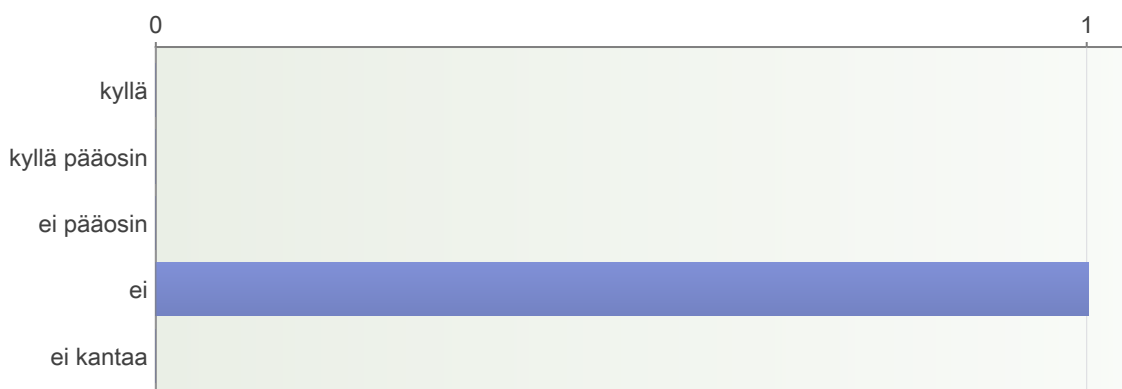 0 1
kyllä
kyllä pääosin
ei pääosin
ei
ei kantaa